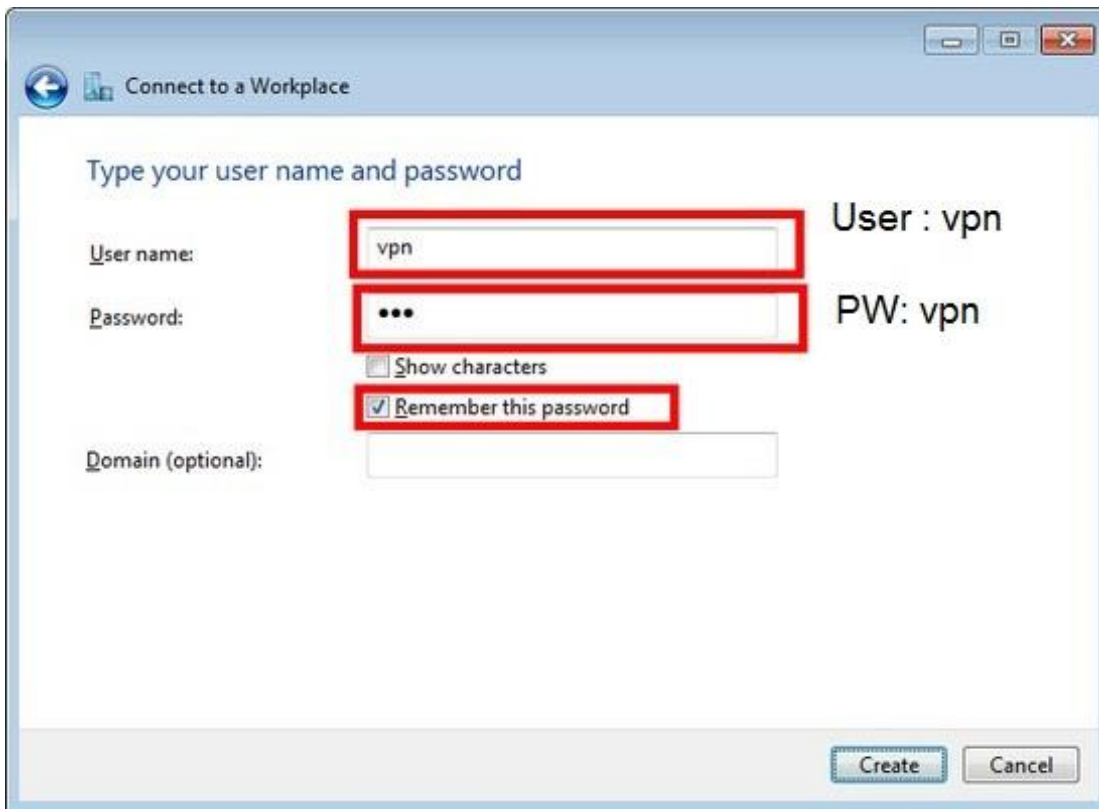 Connect to a Workplace
Type your user name and password
User name:
vpn
User : vpn
Password:
•••
PW: vpn
Show characters
Remember this password
Domain (optional):
Create
Cancel